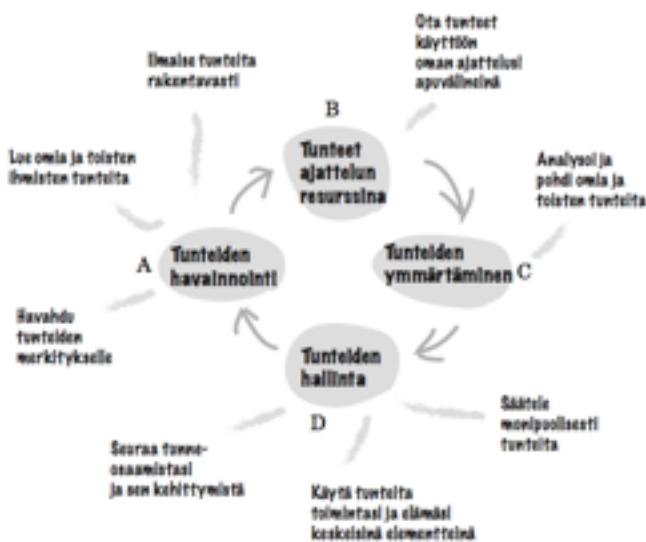 Ilmaise tunteita
rakentavasti
Ota tunteet
käyttöön
oman ajattelusi
apuvälineinä
B
Tunteet
ajattelun
resurssina
Lue omia ja toisten
ihmisten tunteita
Analysoi ja
pohdi omia ja
toisten tunteita
A
Tunteiden
havainnointi
Tunteiden
ymmärtäminen
C
Havahdu
tunteiden
merkitykselle
Tunteiden
hallinta
D
Säätele
monipuolisesti
tunteita
Seuraa tunne-
osaamistasi
ja sen kehittymistä
Käytä tunteita
toimintasi ja elämäsi
keskeisinä elementteinä